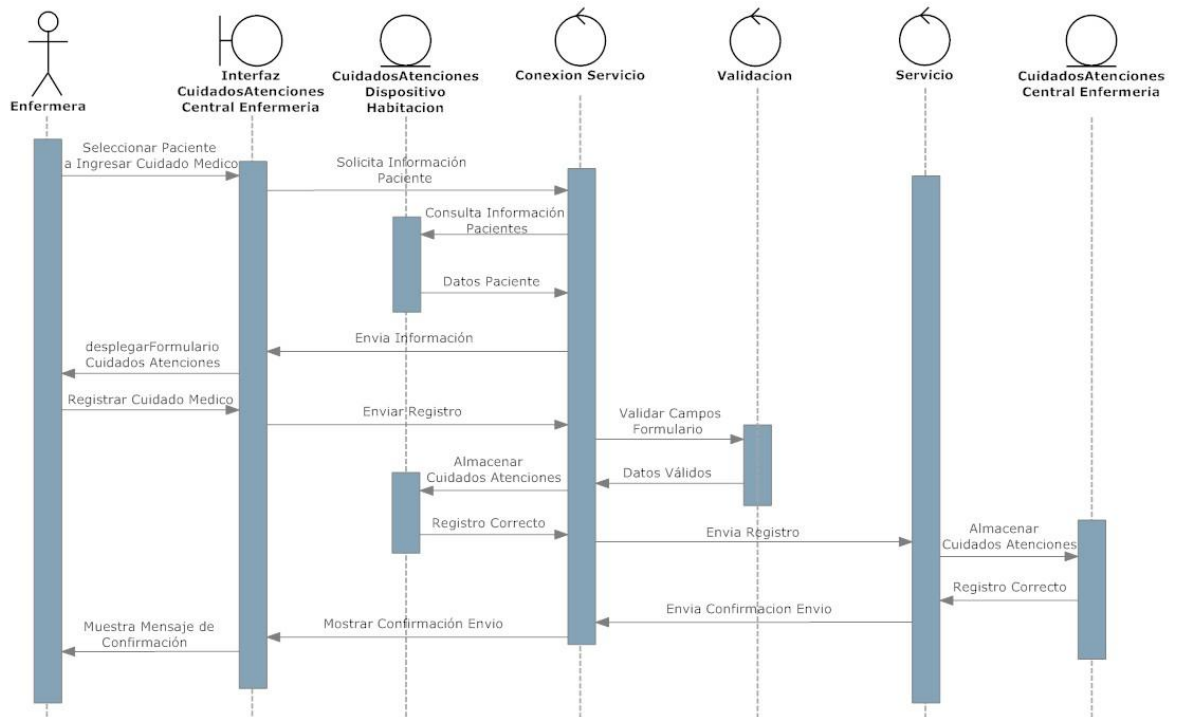 Enfermera
Interfaz
CuidadosAtenciones
Central Enfermeria
CuidadosAtenciones
Dispositivo
Habitacion
Conexion Servicio
Validacion
Servicio
CuidadosAtenciones
Central Enfermeria
Seleccionar Paciente
a Ingresar Cuidado Medico
Solicita Información
Paciente
Consulta Información
Pacientes
Datos Paciente
Envia Información
desplegarFormulario
Cuidados Atenciones
Registrar Cuidado Medico
Enviar Registro
Validar Campos
Formulario
Datos Válidos
Almacenar
Cuidados Atenciones
Registro Correcto
Envia Registro
Almacenar
Cuidados Atenciones
Registro Correcto
Envia Confirmacion Envio
Mostrar Confirmación Envio
Muestra Mensaje de
Confirmación